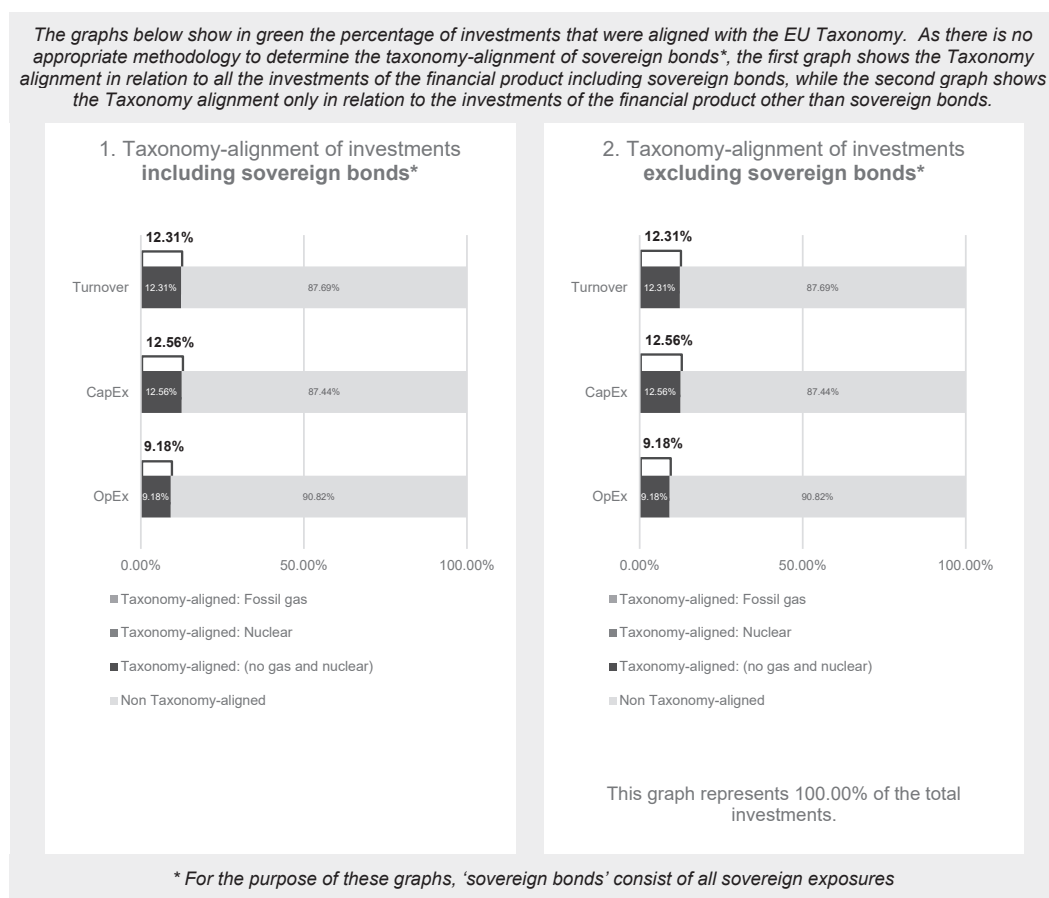 The graphs below show in green the percentage of investments that were aligned with the EU Taxonomy. As there is no
appropriate methodology to determine the taxonomy-alignment of sovereign bonds*, the first graph shows the Taxonomy
alignment in relation to all the investments of the financial product including sovereign bonds, while the second graph shows
the Taxonomy alignment only in relation to the investments of the financial product other than sovereign bonds.
1. Taxonomy-alignment of investments
including sovereign bonds*
12.31%
Turnover
12.31%
87.69%
12.56%
CapEx
12.56%
87.44%
9.18%
OpEx
9.18%
90.82%
0.00%
50.00%
100.00%
Taxonomy-aligned: Fossil gas
Taxonomy-aligned: Nuclear
Taxonomy-aligned: (no gas and nuclear)
Non Taxonomy-aligned
2. Taxonomy-alignment of investments
excluding sovereign bonds*
12.31%
Turnover
12.31%
87.69%
12.56%
CapEx
12.56%
87.44%
9.18%
OpEx
9.18%
90.82%
0.00%
50.00%
100.00%
Taxonomy-aligned: Fossil gas
Taxonomy-aligned: Nuclear
Taxonomy-aligned: (no gas and nuclear)
Non Taxonomy-aligned
This graph represents 100.00% of the total
investments.
* For the purpose of these graphs, ‘sovereign bonds’ consist of all sovereign exposures